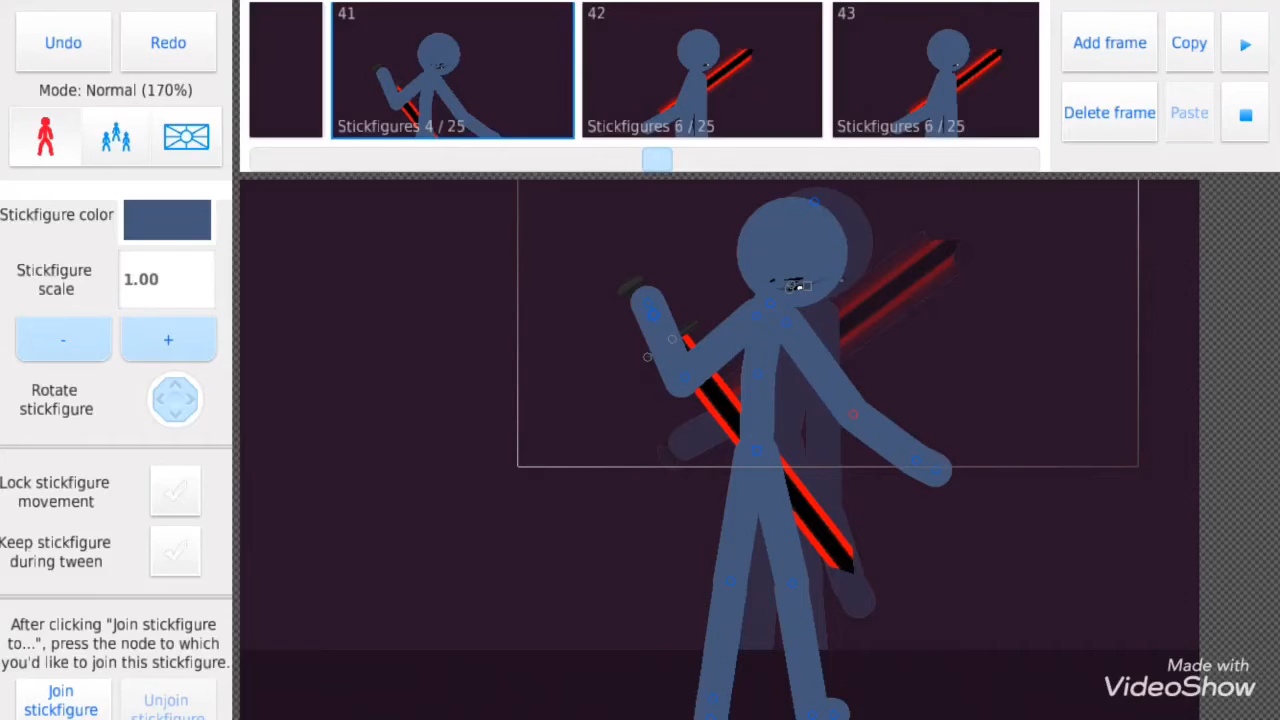 Undo
Redo
Mode: Normal (170%)
41
Stickfigures 4 / 25
42
Stickfigures 6 / 25
43
Stickfigures 6 / 25
Add frame
Copy
Delete frame
Paste
Stickfigure color
Stickfigure
scale
1.00
-
+
Rotate
stickfigure
Lock stickfigure
movement
Keep stickfigure
during tween
After clicking "Join stickfigure
to...", press the node to which
you'd like to join this stickfigure.
Join
stickfigure
Unjoin
stickfigure
Made with
VideoShow